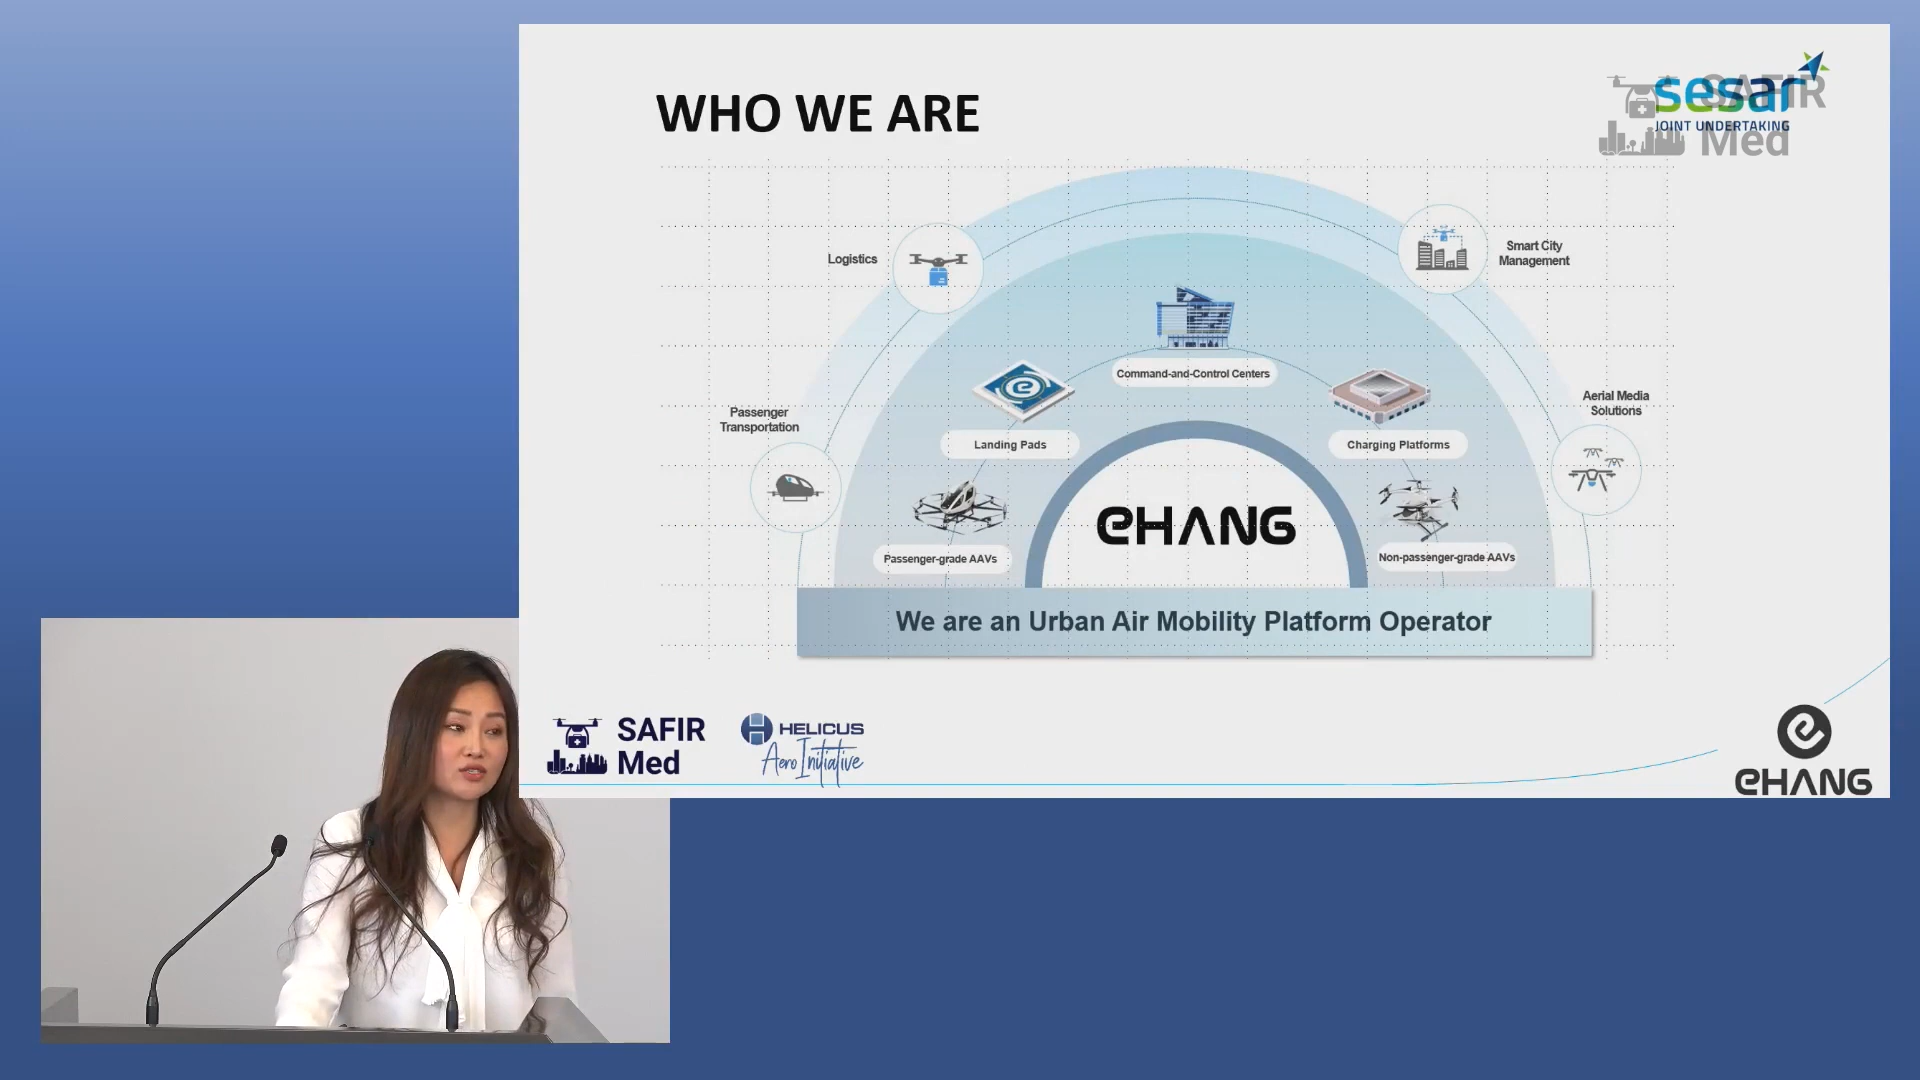 WHO WE ARE
sesar
JOINT UNDERTAKING
SAFIR
Med
Logistics
Smart City
Management
Command-and-Control Centers
Passenger
Transportation
Aerial Media
Solutions
Landing Pads
Charging Platforms
eHANG
Passenger-grade AAVs
Non-passenger-grade AAVs
We are an Urban Air Mobility Platform Operator
SAFIR
Med
HELICUS
Aero Initiative
eHANG